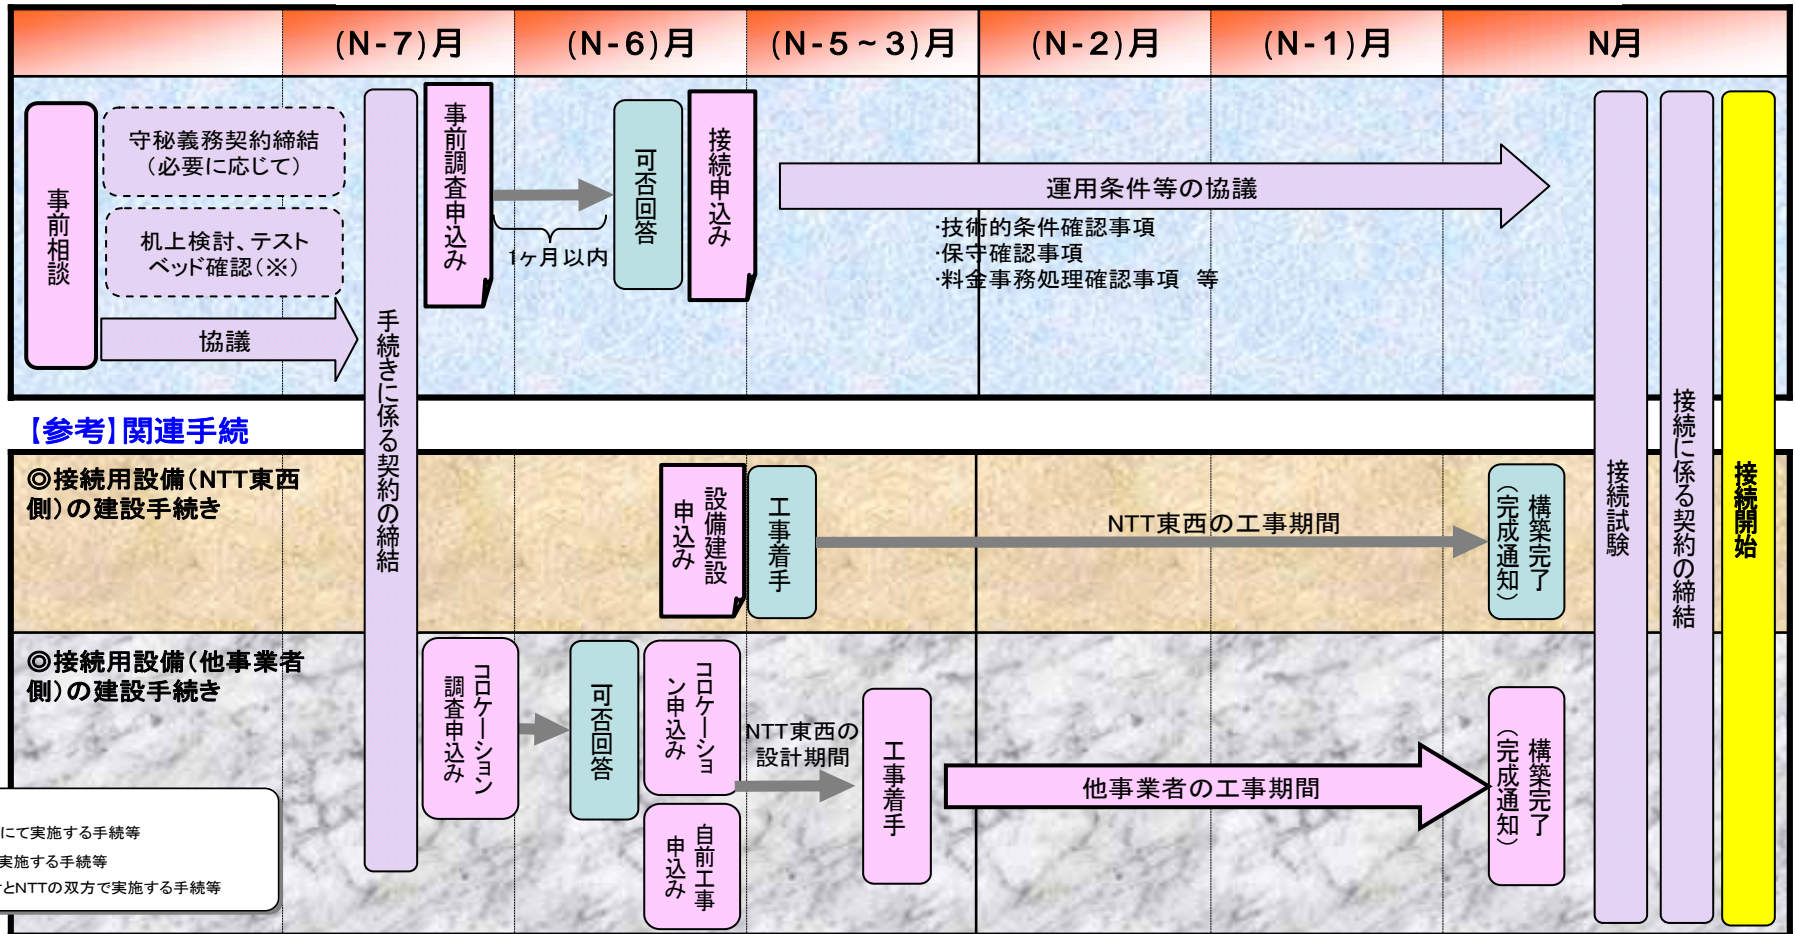 (N-7)月
(N-6)月
(N-5~3)月
(N-2)月
(N-1)月
N月
事前相談
守秘義務契約締結
(必要に応じて)
机上検討、テスト
ベッド確認(※)
協議
手続きに係る契約の締結
事前調査申込み
1ヶ月以内
可否回答
接続申込み
運用条件等の協議
・技術的条件確認事項
・保守確認事項
・料金事務処理確認事項 等
接続試験
接続に係る契約の締結
接続開始
【参考】関連手続
◎接続用設備(NTT東西
側)の建設手続き
設備建設
申込み
工事着手
NTT東西の工事期間
構築完了
(完成通知)
◎接続用設備(他事業者
側)の建設手続き
コロケーション
調査申込み
可否回答
コロケーショ
ン申込み
自前工事
申込み
NTT東西の
設計期間
工事着手
他事業者の工事期間
構築完了
(完成通知)
にて実施する手続等
実施する手続等
とNTTの双方で実施する手続等